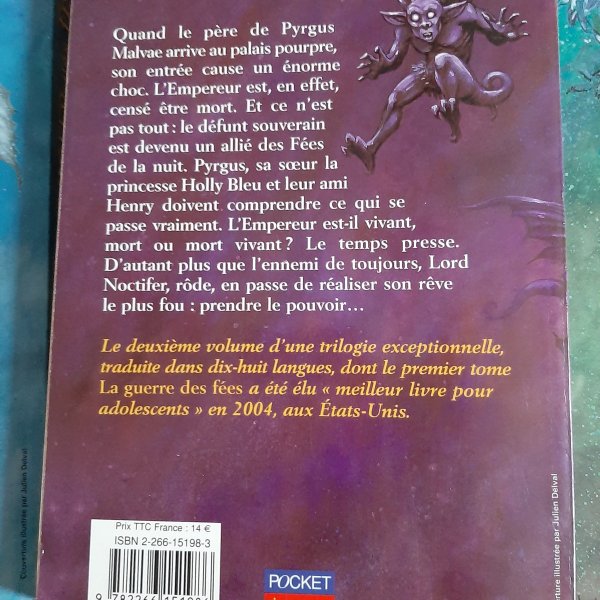 Quand le père de Pyrgus
Malvae arrive au palais pourpre,
son entrée cause un énorme
choc. L'Empereur est, en effet,
censé être mort. Et ce n'est
pas tout : le défunt souverain
est devenu un allié des Fées
de la nuit. Pyrgus, sa sœur la
princesse Holly Bleu et leur ami
Henry doivent comprendre ce qui se
passe vraiment. L'Empereur est-il vivant,
mort ou mort vivant ? Le temps presse.
D'autant plus que l'ennemi de toujours, Lord
Noctifer, rôde, en passe de réaliser son rêve
le plus fou : prendre le pouvoir…
Le deuxième volume d'une trilogie exceptionnelle,
traduite dans dix-huit langues, dont le premier tome
La guerre des fées a été élu « meilleur livre pour
adolescents » en 2004, aux États-Unis.
Prix TTC France : 14 €
ISBN 2-266-15198-3
POCKET
Couverture illustrée par Julien Delval
erture illustrée par Julien Delval